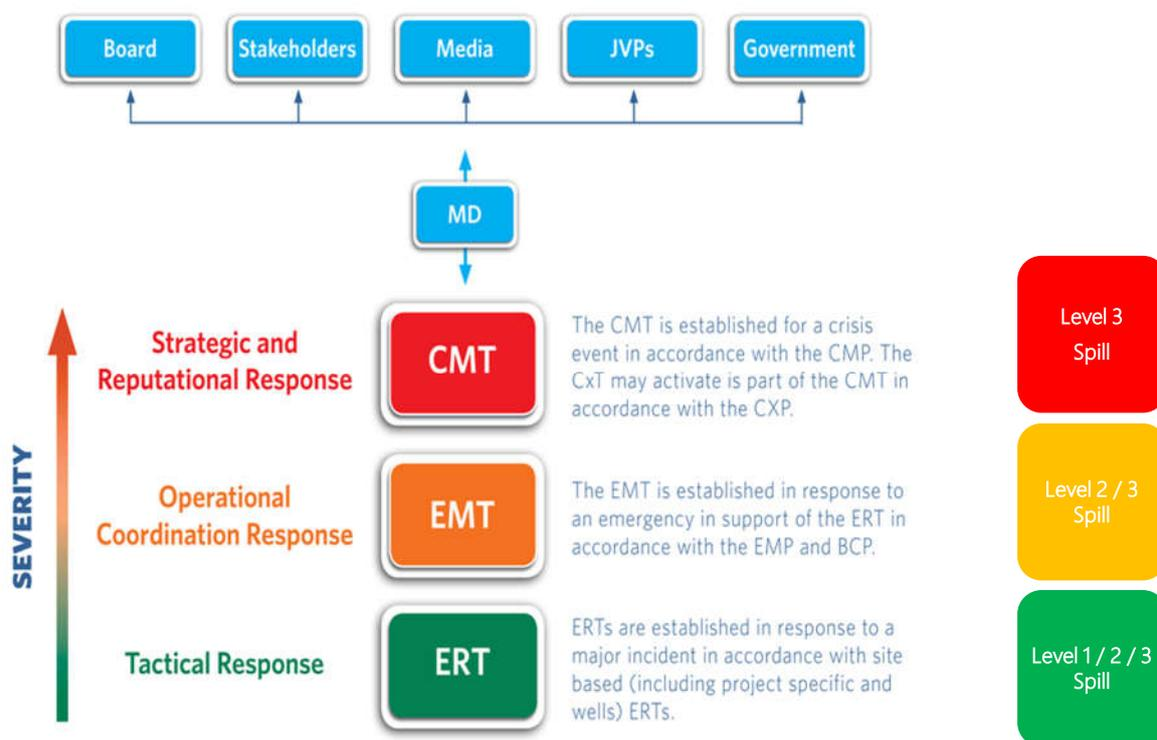 Board
Stakeholders
Media
JVPs
Government
MD
SEVERITY
Strategic and
Reputational Response
CMT
The CMT is established for a crisis
event in accordance with the CMP. The
CxT may activate is part of the CMT in
accordance with the CXP.
Level 3
Spill
Operational
Coordination Response
EMT
The EMT is established in response to
an emergency in support of the ERT in
accordance with the EMP and BCP.
Level 2 / 3
Spill
Tactical Response
ERT
ERTs are established in response to a
major incident in accordance with site
based (including project specific and
wells) ERTs.
Level 1 / 2 / 3
Spill